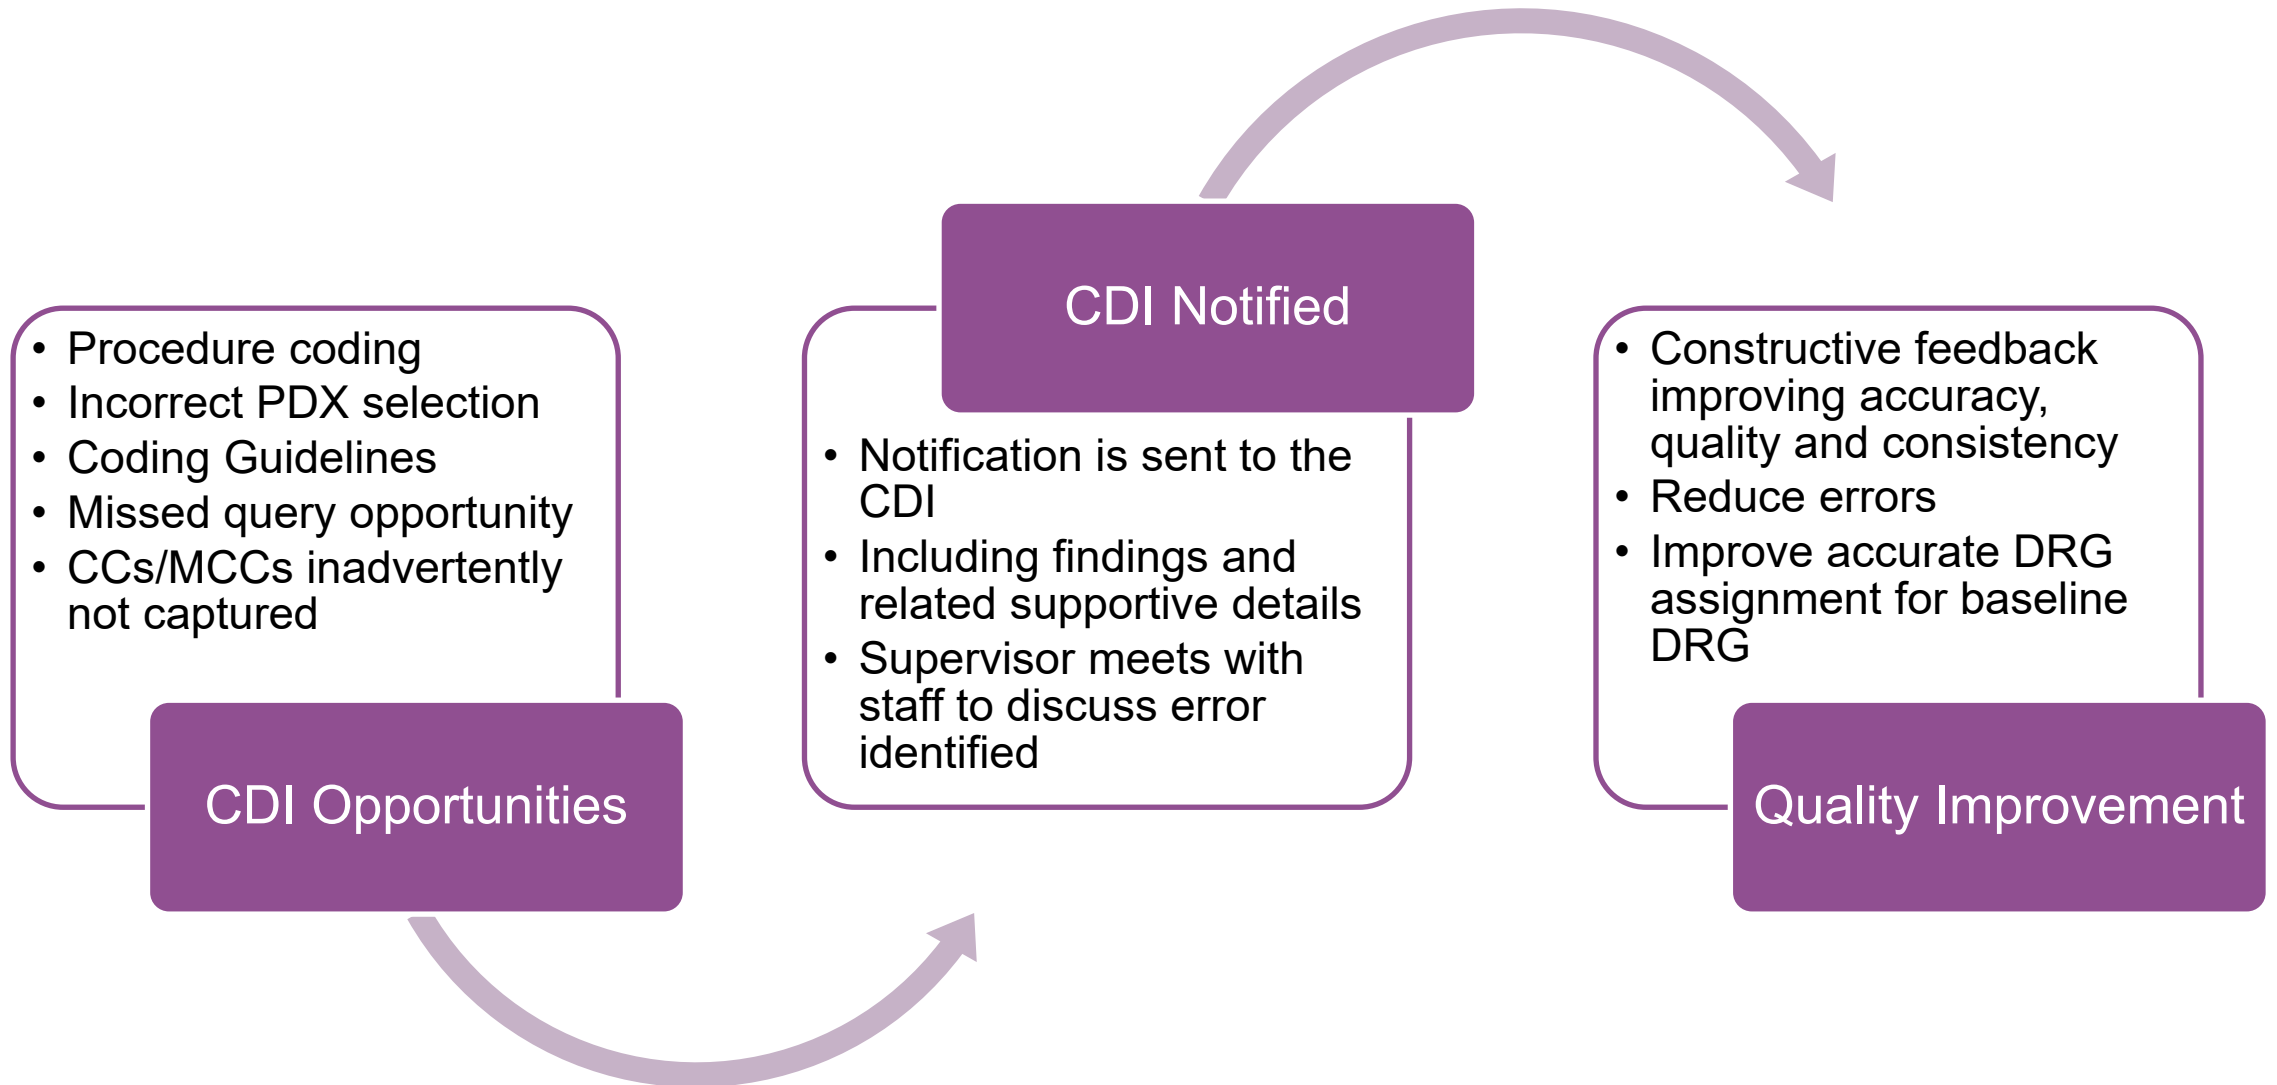 • Procedure coding
• Incorrect PDX selection
• Coding Guidelines
• Missed query opportunity
• CCs/MCCs inadvertently
not captured
CDI Opportunities
CDI Notified
• Notification is sent to the
CDI
• Including findings and
related supportive details
• Supervisor meets with
staff to discuss error
identified
• Constructive feedback
improving accuracy,
quality and consistency
• Reduce errors
• Improve accurate DRG
assignment for baseline
DRG
Quality Improvement